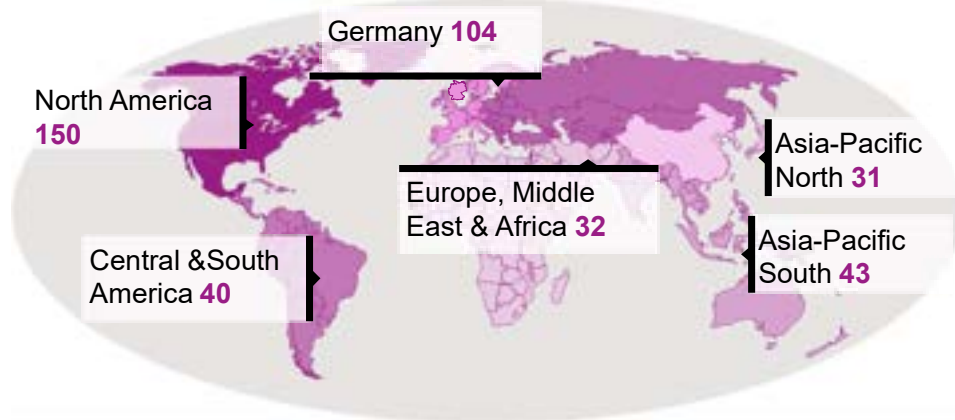 Germany 104
North America
150
Asia-Pacific
North 31
Europe, Middle
East & Africa 32
Asia-Pacific
South 43
Central &South
America 40